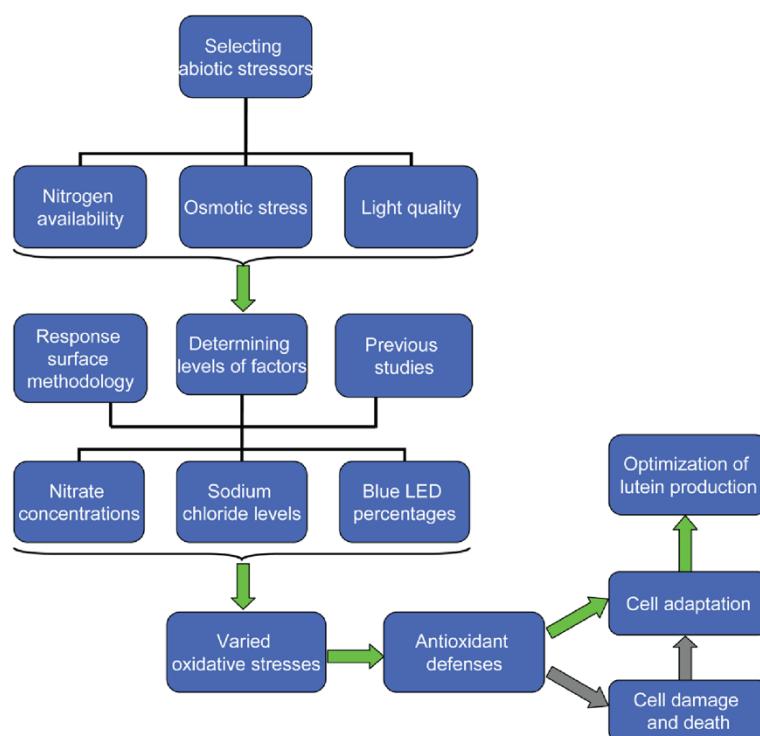 Selecting
abiotic stressors
Nitrogen
availability
Osmotic stress
Light quality
Response
surface
methodology
Determining
levels of factors
Previous
studies
Nitrate
concentrations
Sodium
chloride levels
Blue LED
percentages
Optimization of
lutein production
Varied
oxidative stresses
Antioxidant
defenses
Cell adaptation
Cell damage
and death